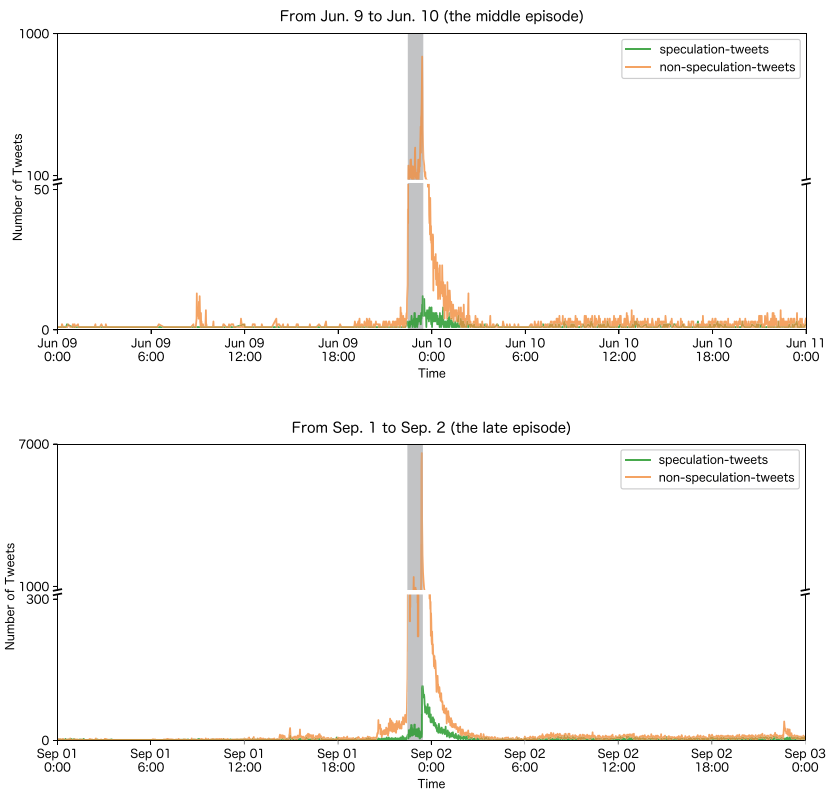 From Jun. 9 to Jun. 10 (the middle episode)
1000
speculation-tweets
non-speculation-tweets
Number of Tweets
100
50
0
Jun 09 Jun 09 Jun 09 Jun 09 Jun 10 Jun 10 Jun 10 Jun 10 Jun 11
0:00 6:00 12:00 18:00 0:00 6:00 12:00 18:00 0:00
Time
From Sep. 1 to Sep. 2 (the late episode)
7000
speculation-tweets
non-speculation-tweets
Number of Tweets
1000
300
0
Sep 01 Sep 01 Sep 01 Sep 01 Sep 02 Sep 02 Sep 02 Sep 02 Sep 03
0:00 6:00 12:00 18:00 0:00 6:00 12:00 18:00 0:00
Time